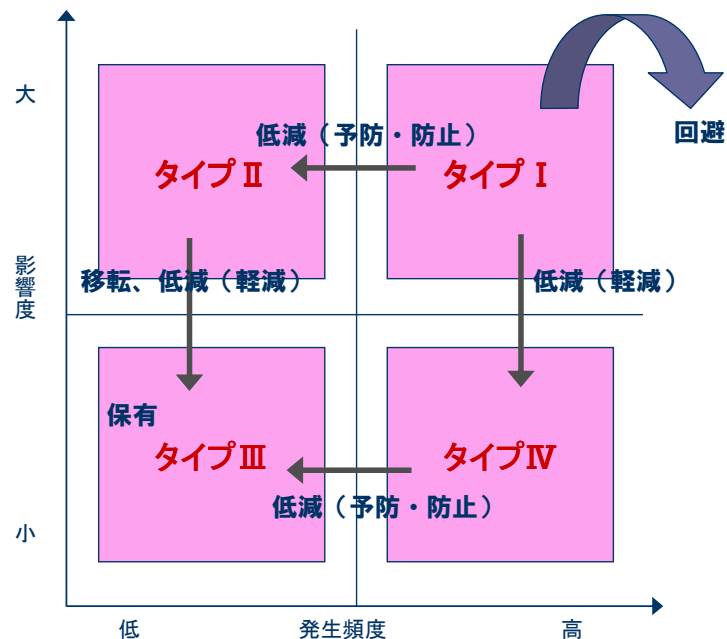 大
回避
低減（予防・防止）
タイプⅡ
タイプⅠ
影響度
移転、低減（軽減）
低減（軽減）
保有
タイプⅢ
タイプⅣ
低減（予防・防止）
小
低
発生頻度
高